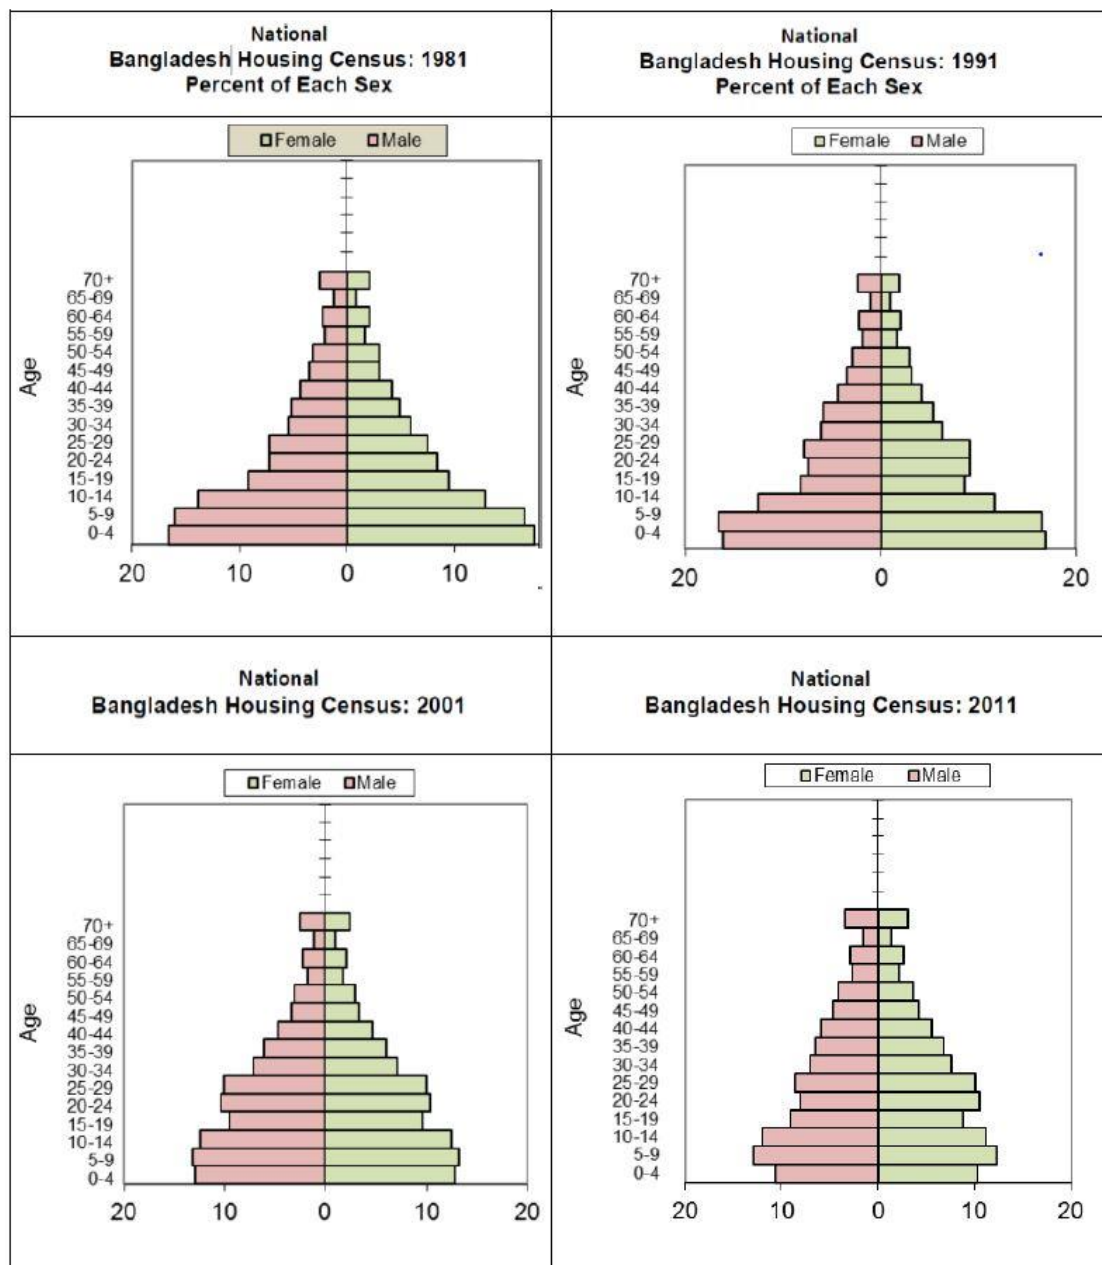 National
Bangladesh Housing Census: 1981
Percent of Each Sex
National
Bangladesh Housing Census: 1991
Percent of Each Sex
Female Male
Age
70+
65-69
60-64
55-59
50-54
45-49
40-44
35-39
30-34
25-29
20-24
15-19
10-14
5-9
0-4
20 10 0 10
Female Male
Age
70+
65-69
60-64
55-59
50-54
45-49
40-44
35-39
30-34
25-29
20-24
15-19
10-14
5-9
0-4
20 0 20
National
Bangladesh Housing Census: 2001
National
Bangladesh Housing Census: 2011
Female Male
Age
70+
65-69
60-64
55-59
50-54
45-49
40-44
35-39
30-34
25-29
20-24
15-19
10-14
5-9
0-4
20 10 0 10 20
Female Male
Age
70+
65-69
60-64
55-59
50-54
45-49
40-44
35-39
30-34
25-29
20-24
15-19
10-14
5-9
0-4
20 10 0 10 20